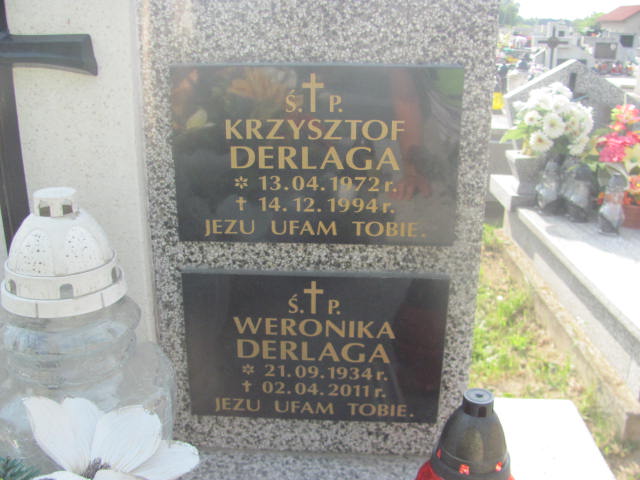 Ś. † P.
KRZYSZTOF
DERLAGA
* 13.04.1972 r.
† 14.12.1994 r.
JEZU UFAM TOBIE.
Ś. † P.
WERONIKA
DERLAGA
* 21.09.1934 r.
† 02.04.2011 r.
JEZU UFAM TOBIE.